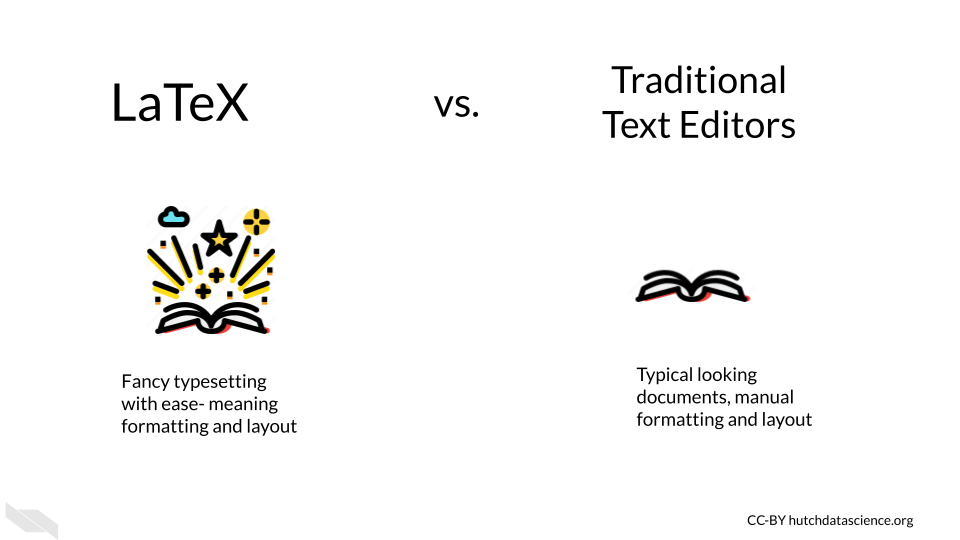 LaTeX
vs.
Traditional
Text Editors
Fancy typesetting
with ease- meaning
formatting and layout
Typical looking
documents, manual
formatting and layout
CC-BY hutchdatascience.org